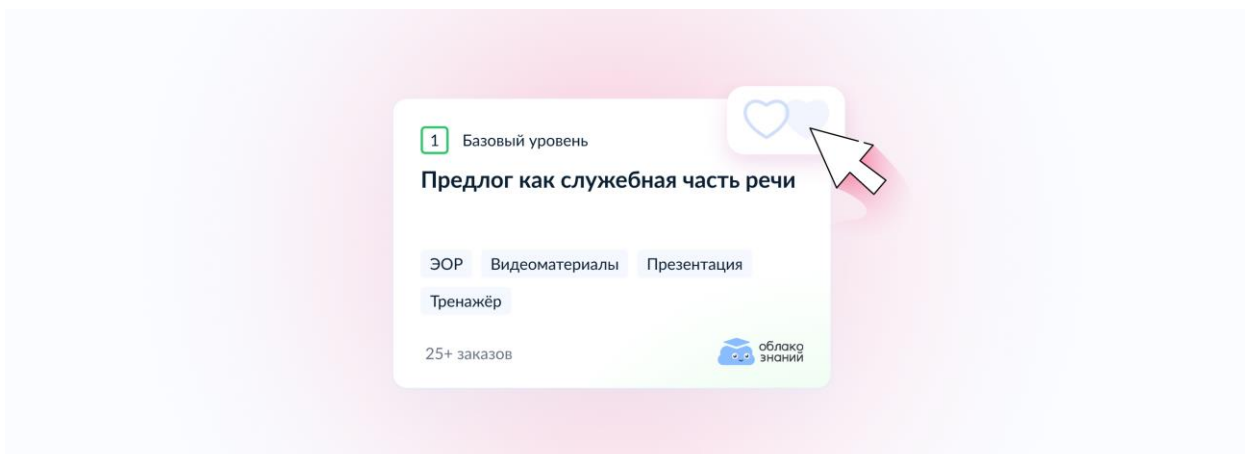 1 Базовый уровень
Предлог как служебная часть речи
ЭОР Видеоматериалы Презентация
Тренажёр
25+ заказов
облако
знаний